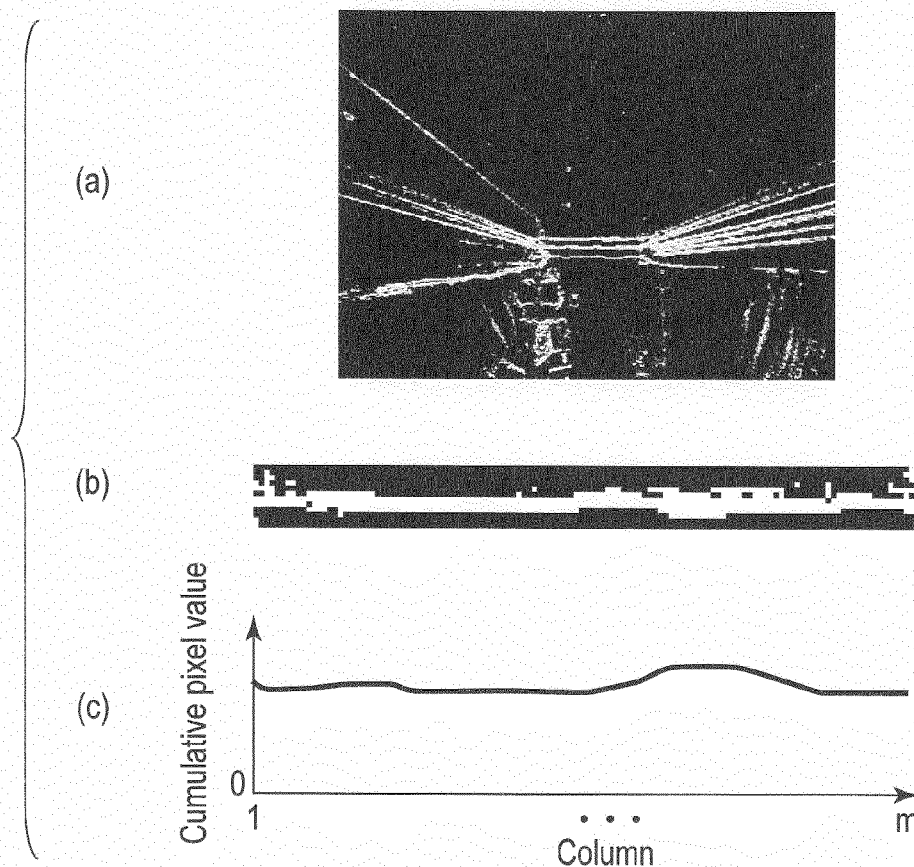 (a)
(b)
(c)
Cumulative pixel value
0
1
• • •
m
Column